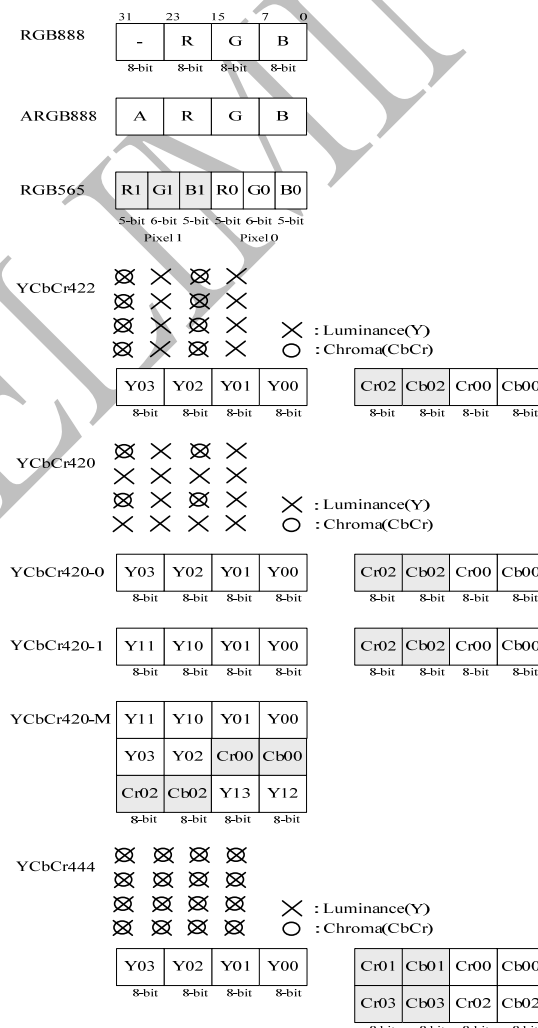 31 23 15 7 0
RGB888 - R G B
8-bit 8-bit 8-bit 8-bit
ARGB888 A R G B
RGB565 R1 G1 B1 R0 G0 B0
5-bit 6-bit 5-bit 5-bit 6-bit 5-bit
Pixel 1 Pixel 0
YCbCr422
: Luminance(Y)
: Chroma(CbCr)
Y03 Y02 Y01 Y00 Cr02 Cb02 Cr00 Cb00
8-bit 8-bit 8-bit 8-bit 8-bit 8-bit 8-bit 8-bit
YCbCr420
: Luminance(Y)
: Chroma(CbCr)
YCbCr420-0 Y03 Y02 Y01 Y00 Cr02 Cb02 Cr00 Cb00
8-bit 8-bit 8-bit 8-bit 8-bit 8-bit 8-bit 8-bit
YCbCr420-1 Y11 Y10 Y01 Y00 Cr02 Cb02 Cr00 Cb00
8-bit 8-bit 8-bit 8-bit 8-bit 8-bit 8-bit 8-bit
YCbCr420-M Y11 Y10 Y01 Y00
Y03 Y02 Cr00 Cb00
Cr02 Cb02 Y13 Y12
8-bit 8-bit 8-bit 8-bit
YCbCr444
: Luminance(Y)
: Chroma(CbCr)
Y03 Y02 Y01 Y00 Cr01 Cb01 Cr00 Cb00
8-bit 8-bit 8-bit 8-bit Cr03 Cb03 Cr02 Cb02